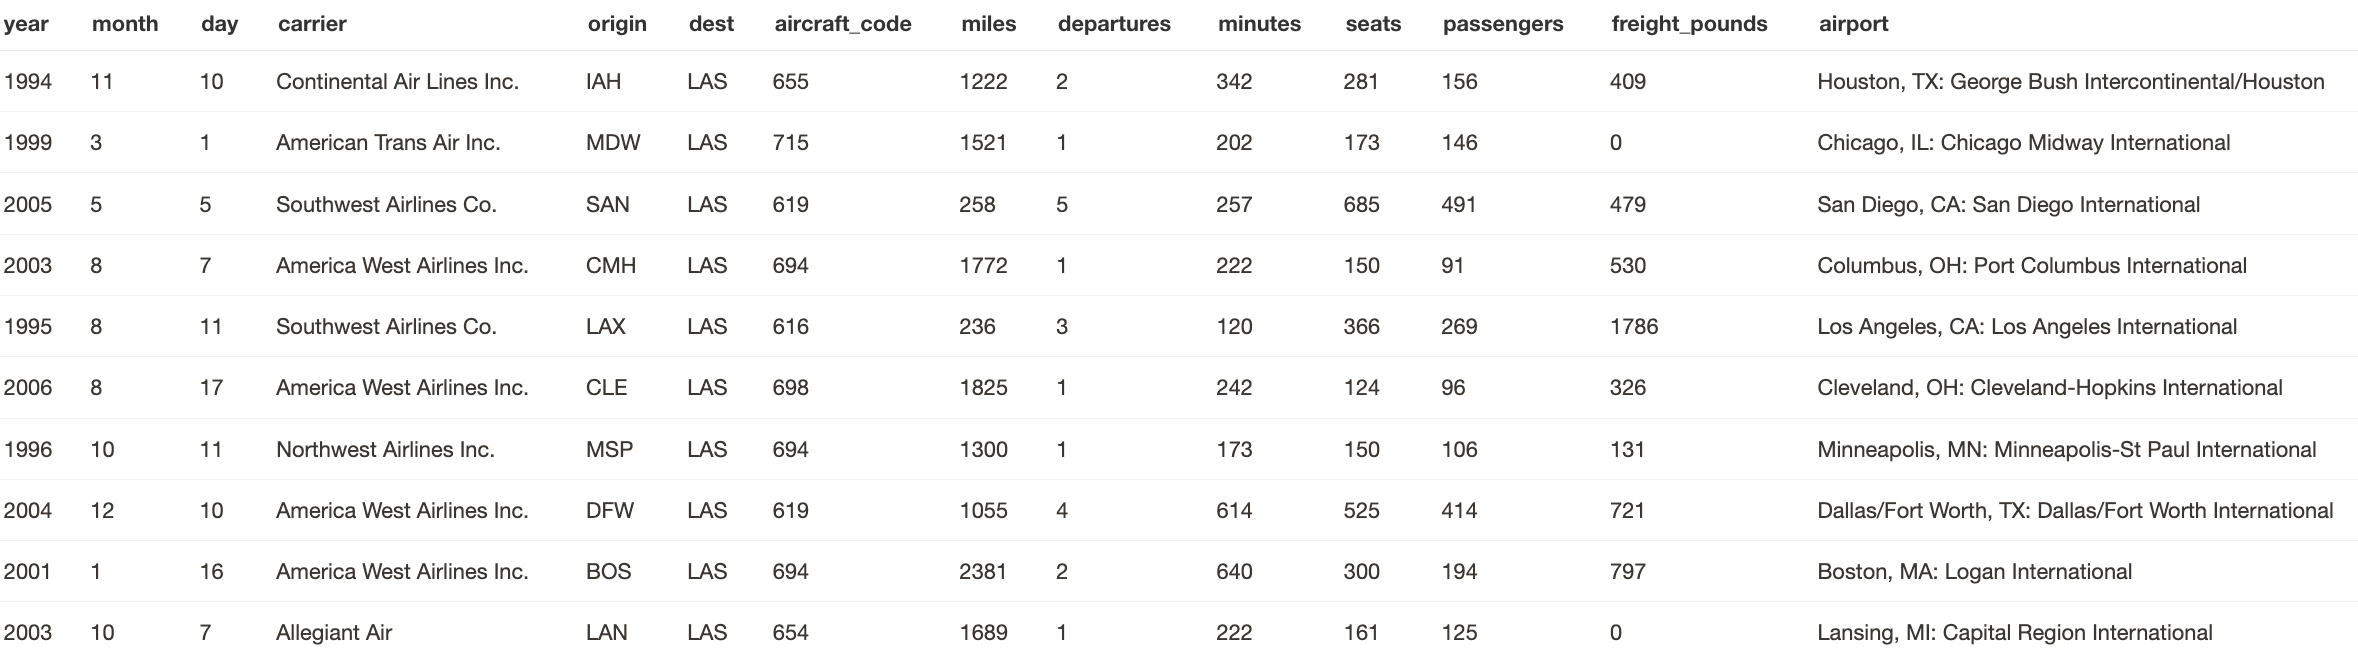 year month day carrier origin dest aircraft_code miles departures minutes seats passengers freight_pounds airport
1994 11 10 Continental Air Lines Inc. IAH LAS 655 1222 2 342 281 156 409 Houston, TX: George Bush Intercontinental/Houston
1999 3 1 American Trans Air Inc. MDW LAS 715 1521 1 202 173 146 0 Chicago, IL: Chicago Midway International
2005 5 5 Southwest Airlines Co. SAN LAS 619 258 5 257 685 491 479 San Diego, CA: San Diego International
2003 8 7 America West Airlines Inc. CMH LAS 694 1772 1 222 150 91 530 Columbus, OH: Port Columbus International
1995 8 11 Southwest Airlines Co. LAX LAS 616 236 3 120 366 269 1786 Los Angeles, CA: Los Angeles International
2006 8 17 America West Airlines Inc. CLE LAS 698 1825 1 242 124 96 326 Cleveland, OH: Cleveland-Hopkins International
1996 10 11 Northwest Airlines Inc. MSP LAS 694 1300 1 173 150 106 131 Minneapolis, MN: Minneapolis-St Paul International
2004 12 10 America West Airlines Inc. DFW LAS 619 1055 4 614 525 414 721 Dallas/Fort Worth, TX: Dallas/Fort Worth International
2001 1 16 America West Airlines Inc. BOS LAS 694 2381 2 640 300 194 797 Boston, MA: Logan International
2003 10 7 Allegiant Air LAN LAS 654 1689 1 222 161 125 0 Lansing, MI: Capital Region International